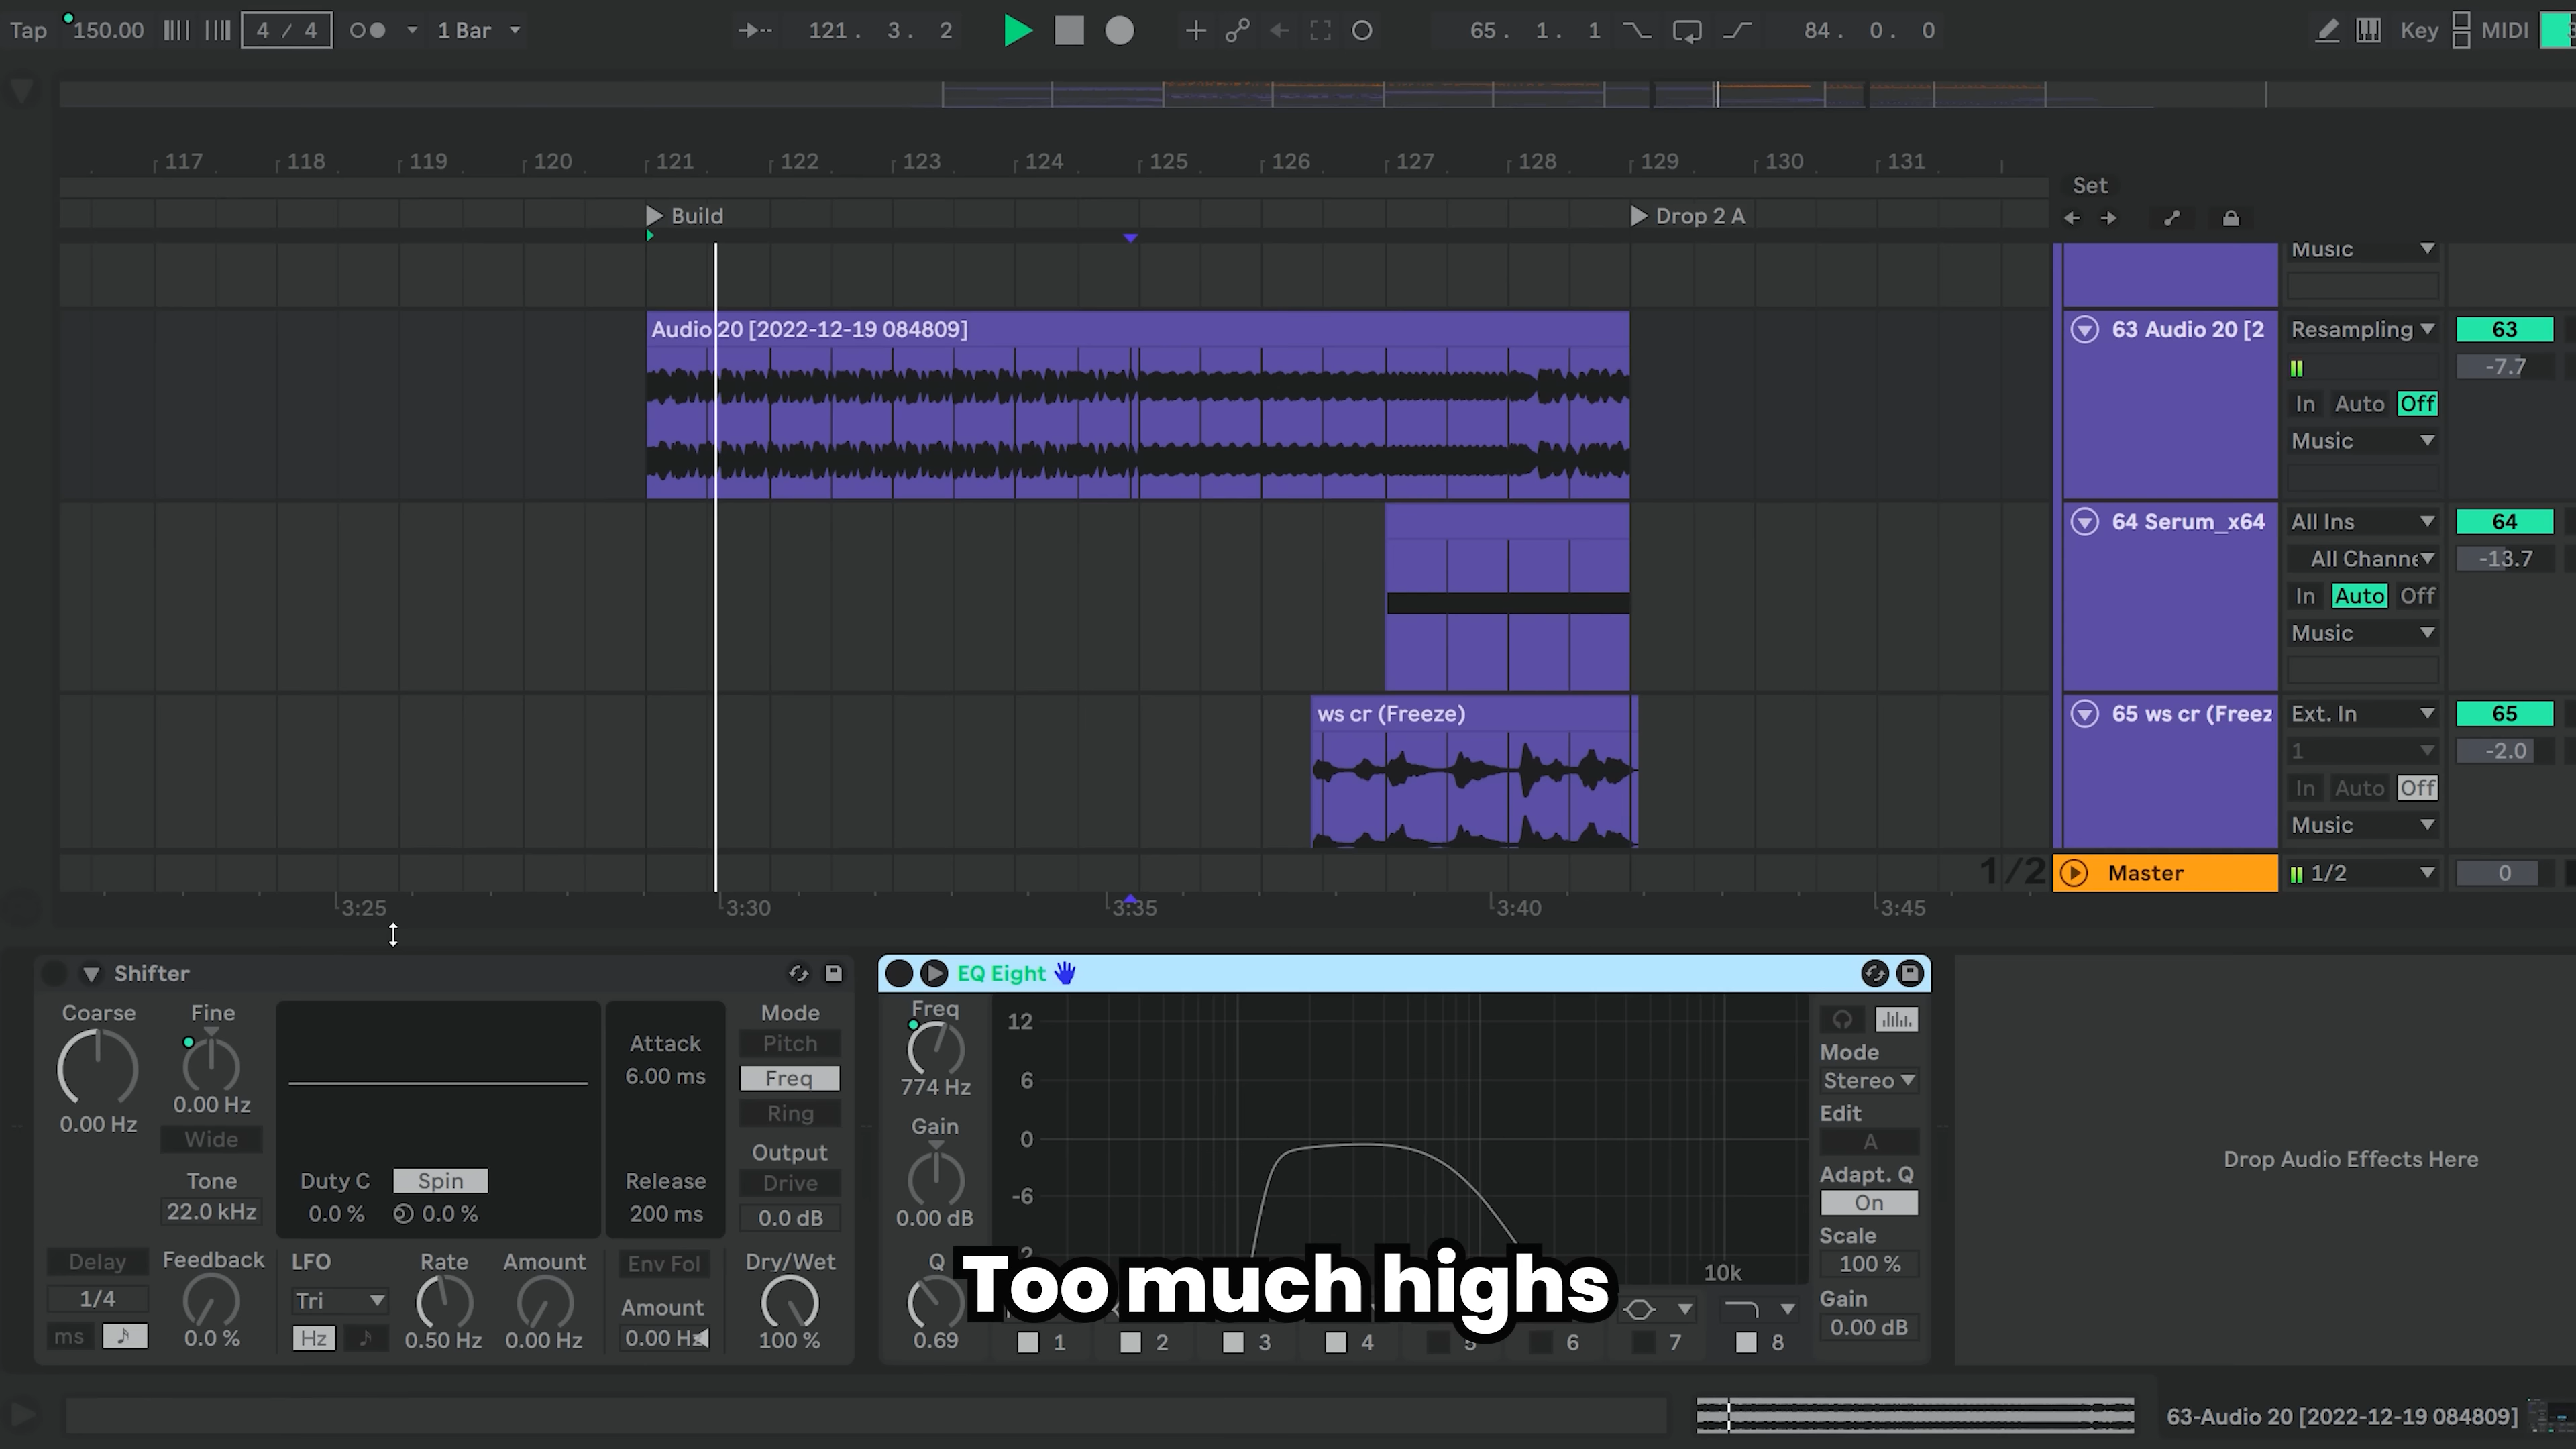 Tap 150.00 4 / 4 1 Bar 121. 3. 2 65. 1. 1 84. 0. 0 Key MIDI
117 118 119 120 121 122 123 124 125 126 127 128 129 130 131
Set
Build Drop 2 A
Music
Audio 20 [2022-12-19 084809] 63 Audio 20 [2 Resampling 63
-7.7
In Auto Off
Music
64 Serum_x64 All Ins 64
All Channe -13.7
In Auto Off
Music
ws cr (Freeze) 65 ws cr (Freez Ext. In 65
1 -2.0
In Auto Off
Music
1/2 Master 1/2 0
3:25 3:30 3:35 3:40 3:45
Shifter
Coarse
0.00 Hz
Fine
0.00 Hz
Wide
Tone
22.0 kHz
Duty C Spin
0.0 % 0.0 %
Attack
6.00 ms
Release
200 ms
Mode
Pitch
Freq
Ring
Output
Drive
0.0 dB
Delay
1/4
ms
Feedback
0.0 %
LFO
Tri
Hz
Rate
0.50 Hz
Amount
0.00 Hz
Env Fol
Amount
0.00 Hz
Dry/Wet
100 %
EQ Eight
Freq
774 Hz
Gain
0.00 dB
Q
0.69
12
6
0
-6
10k
1 2 3 4 5 6 7 8
Mode
Stereo
Edit
A
Adapt. Q
On
Scale
100 %
Gain
0.00 dB
Drop Audio Effects Here
Too much highs
63-Audio 20 [2022-12-19 084809]